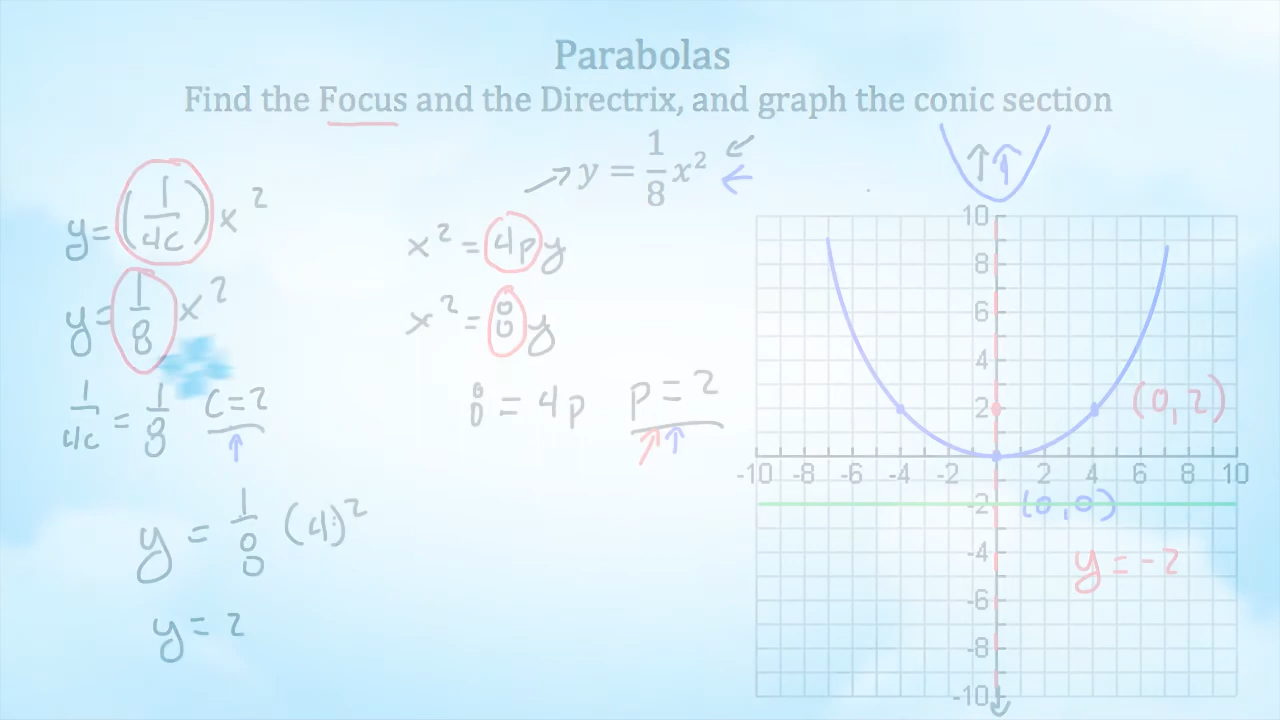 Parabolas
Find the Focus and the Directrix, and graph the conic section
y = 1/8 x²
y = (1/4c) x²
y = 1/8 x²
1/4c = 1/8 c = 2
y = 1/8 (4)²
y = 2
x² = 4p y
x² = 8 y
8 = 4p p = 2
10
8
6
4
2
(0,2)
-10 -8 -6 -4 -2 2 4 6 8 10
-2
(0,0)
-4
y = -2
-6
-8
-10